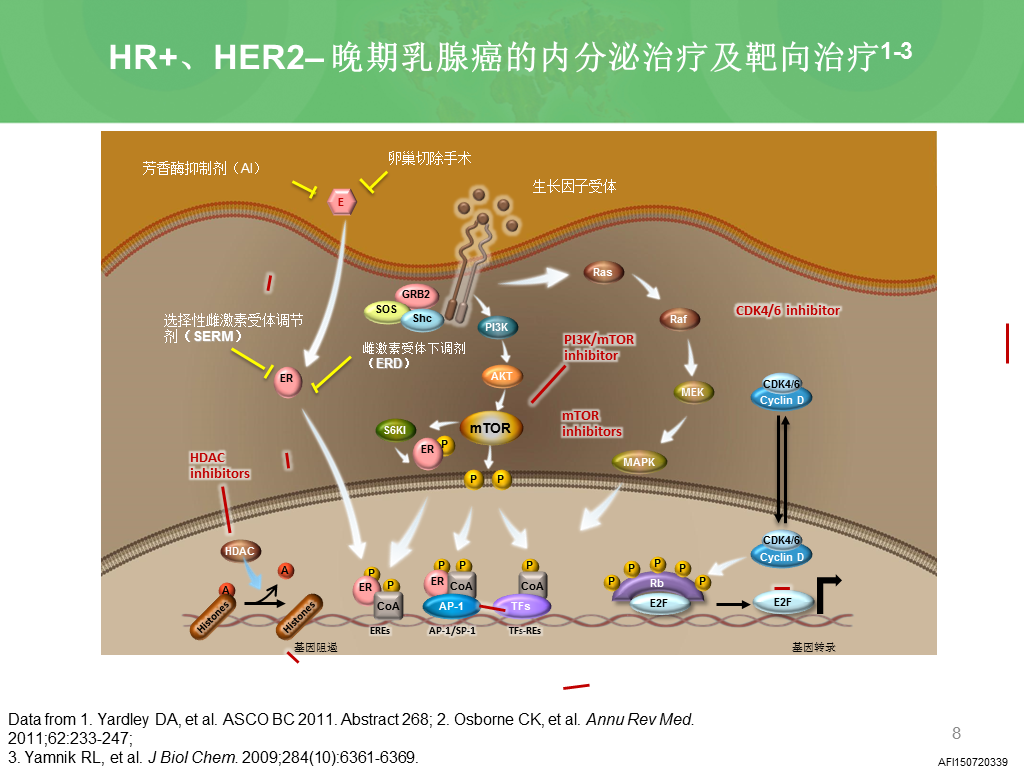 HR+、HER2– 晚期乳腺癌的内分泌治疗及靶向治疗1-3
芳香酶抑制剂（AI）
卵巢切除手术
生长因子受体
E
Ras
GRB2
SOS
Shc
PI3K
Raf
CDK4/6 inhibitor
选择性雌激素受体调节
剂（SERM）
雌激素受体下调剂
（ERD）
PI3K/mTOR
inhibitor
ER
AKT
MEK
CDK4/6
Cyclin D
mTOR
inhibitors
S6KI
mTOR
P
ER
MAPK
HDAC
inhibitors
P
P
CDK4/6
Cyclin D
HDAC
A
A
Histones
Histones
P
ER
P
CoA
EREs
P
P
ER
CoA
AP-1
AP-1/SP-1
P
CoA
TFs
TFs-REs
P
P
P
P
P
Rb
E2F
E2F
基因阻遏
基因转录
Data from 1. Yardley DA, et al. ASCO BC 2011. Abstract 268; 2. Osborne CK, et al. Annu Rev Med.
2011;62:233-247;
3. Yamnik RL, et al. J Biol Chem. 2009;284(10):6361-6369.
8
AFI150720339